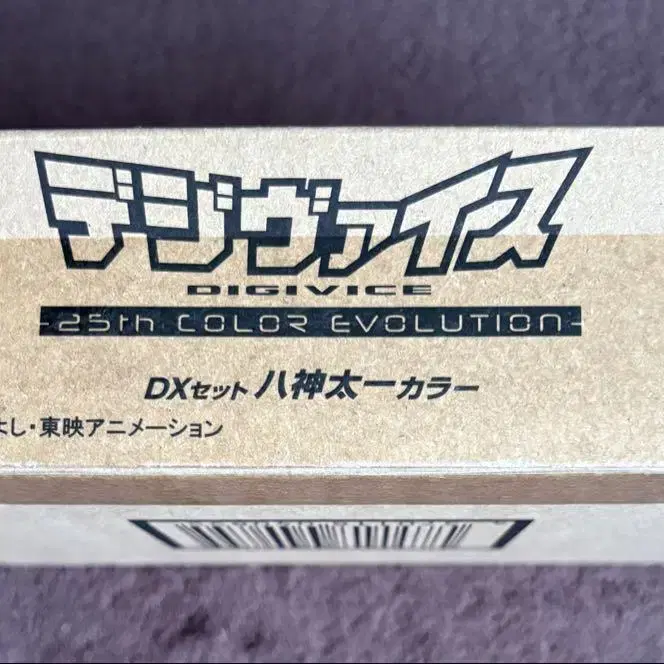 デジヴァイス
DIGIVICE
-25th COLOR EVOLUTION-
DXセット 八神太一カラー
よし・東映アニメーション